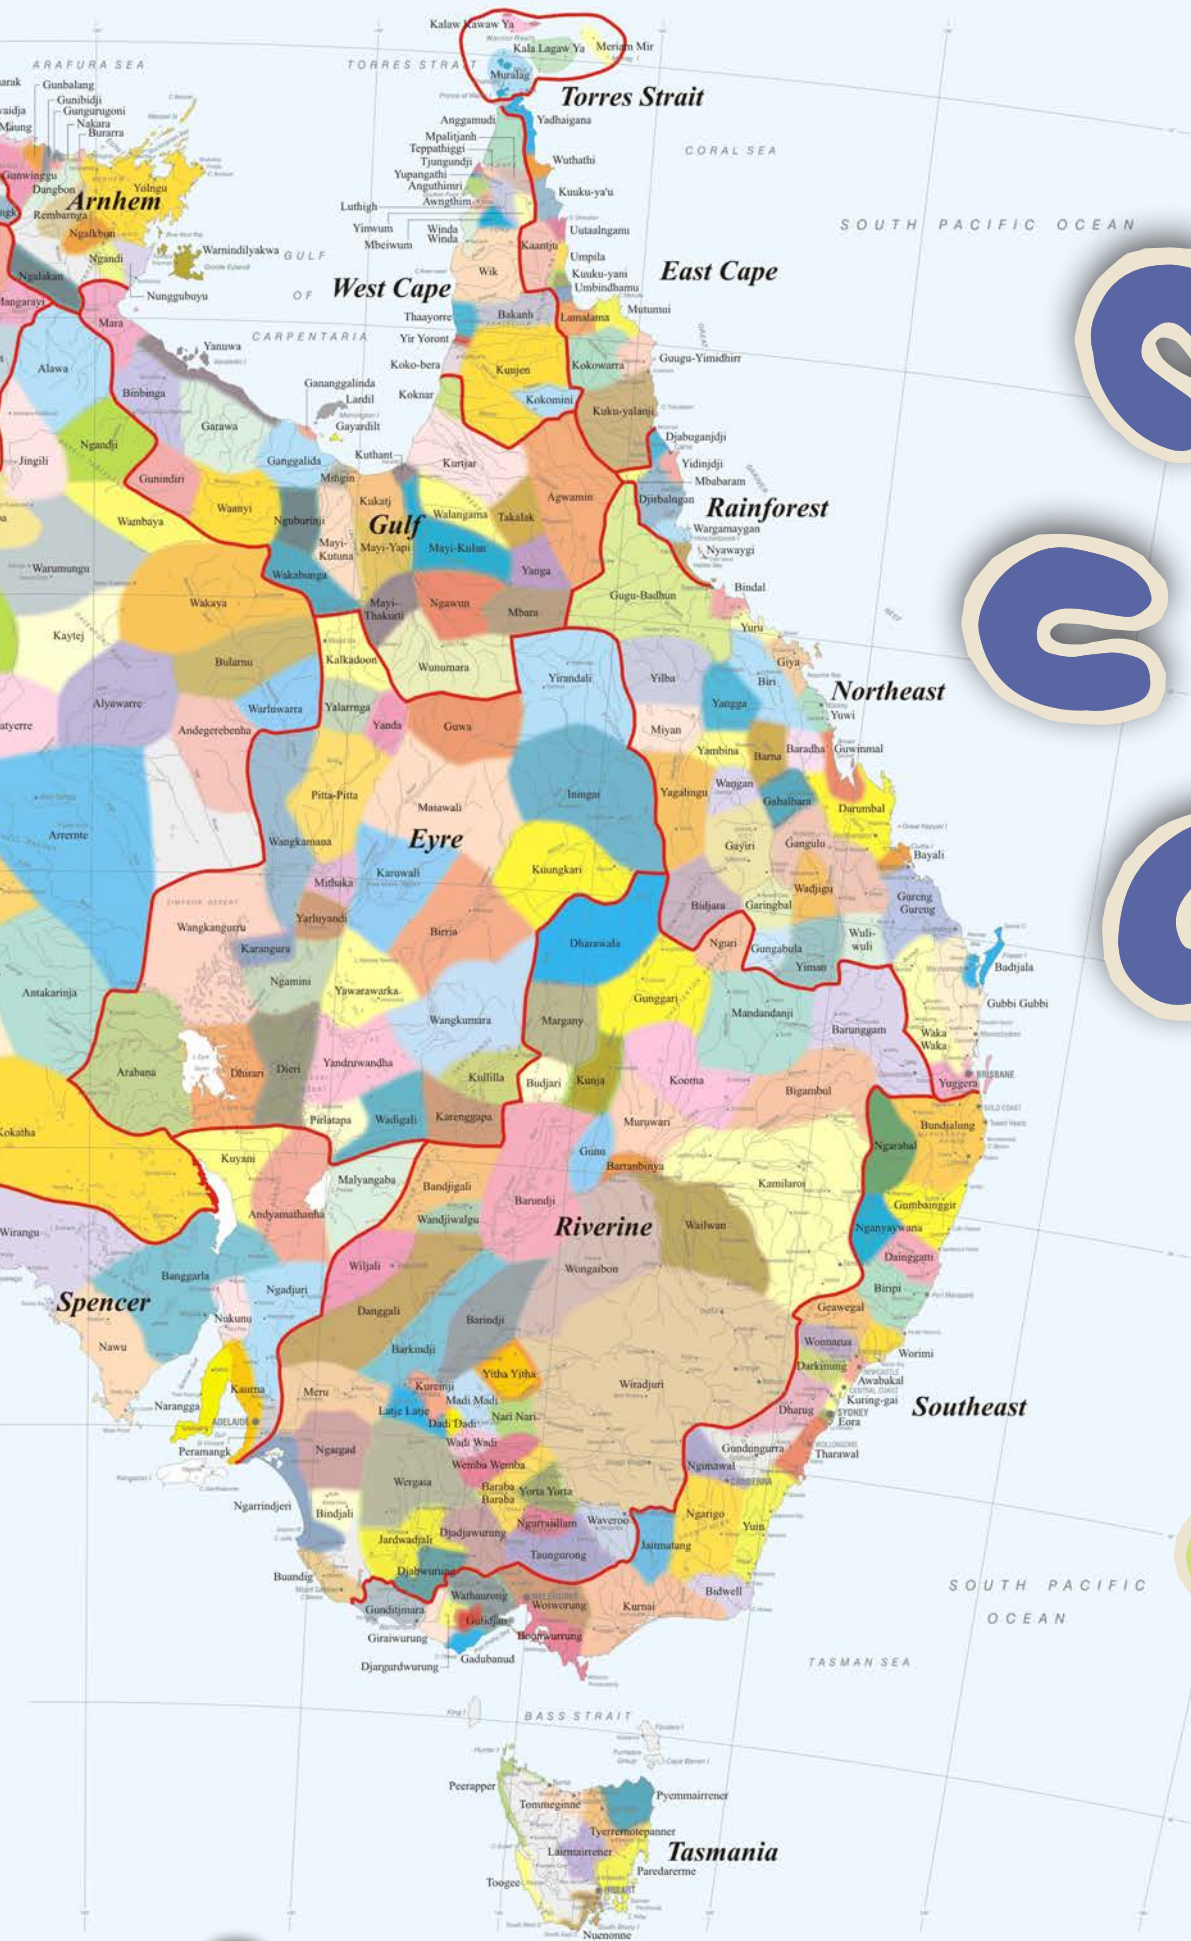 Kalaw Kawaw Ya
Kala Lagaw Ya
Meriam Mir
ARAFURA SEA
TORRES STRAIT
Muralag
Torres Strait
Gunbalang
Gunibidji
Gungurugoni
Nakara
Burarra
Maung
Gunwinggu
Dangbon
Yolngu
Arnhem
Rembarnga
Ngalkbun
Ngandi
Warnindilyakwa
Ngalakan
Nunggubuyu
Mangarayi
Anggamudi
Yadhaigana
Mpalitjanh
Teppathiggi
Tjungundji
Yupangathi
Anguthimri
Awngthim
Luthigh
Yinwum
Mbeiwum
Winda
Winda
Wuthathi
Kuuku-ya'u
Uutaalnganu
Kaantju
Umpila
Kuuku-yani
Umbindhamu
CORAL SEA
SOUTH PACIFIC OCEAN
GULF
OF
CARPENTARIA
West Cape
East Cape
Wik
Thaayorre
Bakanh
Lamalama
Mutumui
Yir Yoront
Koko-bera
Kunjen
Kokowarra
Guugu-Yimidhirr
Koknar
Kokomini
Kuku-yalanji
Mara
Yanuwa
Alawa
Binbinga
Gananggalinda
Lardil
Gayardilt
Garawa
Ngandji
Jingili
Ganggalida
Kuthant
Kurtjar
Djabuganjdji
Yidinjdji
Mbabaram
Djirbalngan
Rainforest
Wargamaygan
Nyawaygi
Gunindiri
Mingin
Waanyi
Kukatj
Agwamin
Wambaya
Nguburinji
Gulf
Walangama
Takalak
Mayi-
Kutuna
Mayi-Yapi
Mayi-Kulan
Warumungu
Wakabunga
Yanga
Wakaya
Mayi-
Thakurti
Ngawun
Mbara
Gugu-Badhun
Bindal
Yuru
Kaytej
Bularnu
Kalkadoon
Wunumara
Yirandali
Yilba
Giya
Biri
Northeast
Alyawarre
Warluwarra
Yalarrnga
Yanda
Guwa
Yangga
Yuwi
Andegerebenha
Miyan
Yambina
Barna
Baradha
Guwinmal
Pitta-Pitta
Maiawali
Iningai
Yagalingu
Wangan
Gabalbara
Darumbal
Arrernte
Wangkamana
Eyre
Gayiri
Gangulu
Bayali
Mithaka
Karuwali
Kuungkari
Wadjigu
Bidjara
Garingbal
Gureng
Gureng
Wangkanguru
Yarluyandi
Birria
Karangura
Dharawala
Nguri
Gungabula
Wuli-
wuli
Yiman
Badtjala
Antakarinja
Ngamini
Yawarawarka
Gunggari
Gubbi Gubbi
Wangkumara
Margany
Mandandanji
Barunggam
Waka
Waka
Arabana
Dhirari
Dieri
Yandruwandha
Kullilla
Budjari
Kunja
Kooma
Bigambul
Yuggera
BRISBANE
Pirlatapa
Wadigali
Karenggapa
Muruwari
GOLD COAST
Kokatha
Kuyani
Gunu
Ngarabal
Bundjalung
Barranbinya
Malyangaba
Bandjigali
Kamilaroi
Andyamathanha
Wandjiwalgu
Barundji
Riverine
Wailwan
Gumbainggir
Wirangu
Nganyaywana
Wiljali
Wongaibon
Dainggatti
Banggarla
Ngadjuri
Biripi
Spencer
Nukunu
Danggali
Barindji
Geawegal
Nawu
Barkindji
Wonnarua
Worimi
Yitha Yitha
Darkinung
Awabakal
Kaurna
Meru
Kureinji
Wiradjuri
Kuring-gai
Narangga
Latje Latje
Madi Madi
Dharug
SYDNEY
Eora
Southeast
ADELAIDE
Dadi Dadi
Nari Nari
Peramangk
Ngargad
Wadi Wadi
Gundungurra
Tharawal
Wemba Wemba
Ngunawal
CANBERRA
Wergaia
Baraba
Baraba
Yorta Yorta
Ngarrindjeri
Bindjali
Ngarigo
Yuin
Jardwadjali
Djadjawurung
Ngurraiillam
Waveroo
Jaitmatang
Taungurong
Buandig
Djabwurung
Bidwell
Wathaurong
Woiworung
Kurnai
Gunditjmara
Gulidjan
Giraiwurung
Boonwurrung
Gadubanud
Djargurdwurung
SOUTH PACIFIC
OCEAN
TASMAN SEA
BASS STRAIT
Peerapper
Pyemmairrener
Tommeginne
Tyerrernotepanner
Lairmairrener
Tasmania
Paredarerme
Toogee
HOBART
Nuenonne